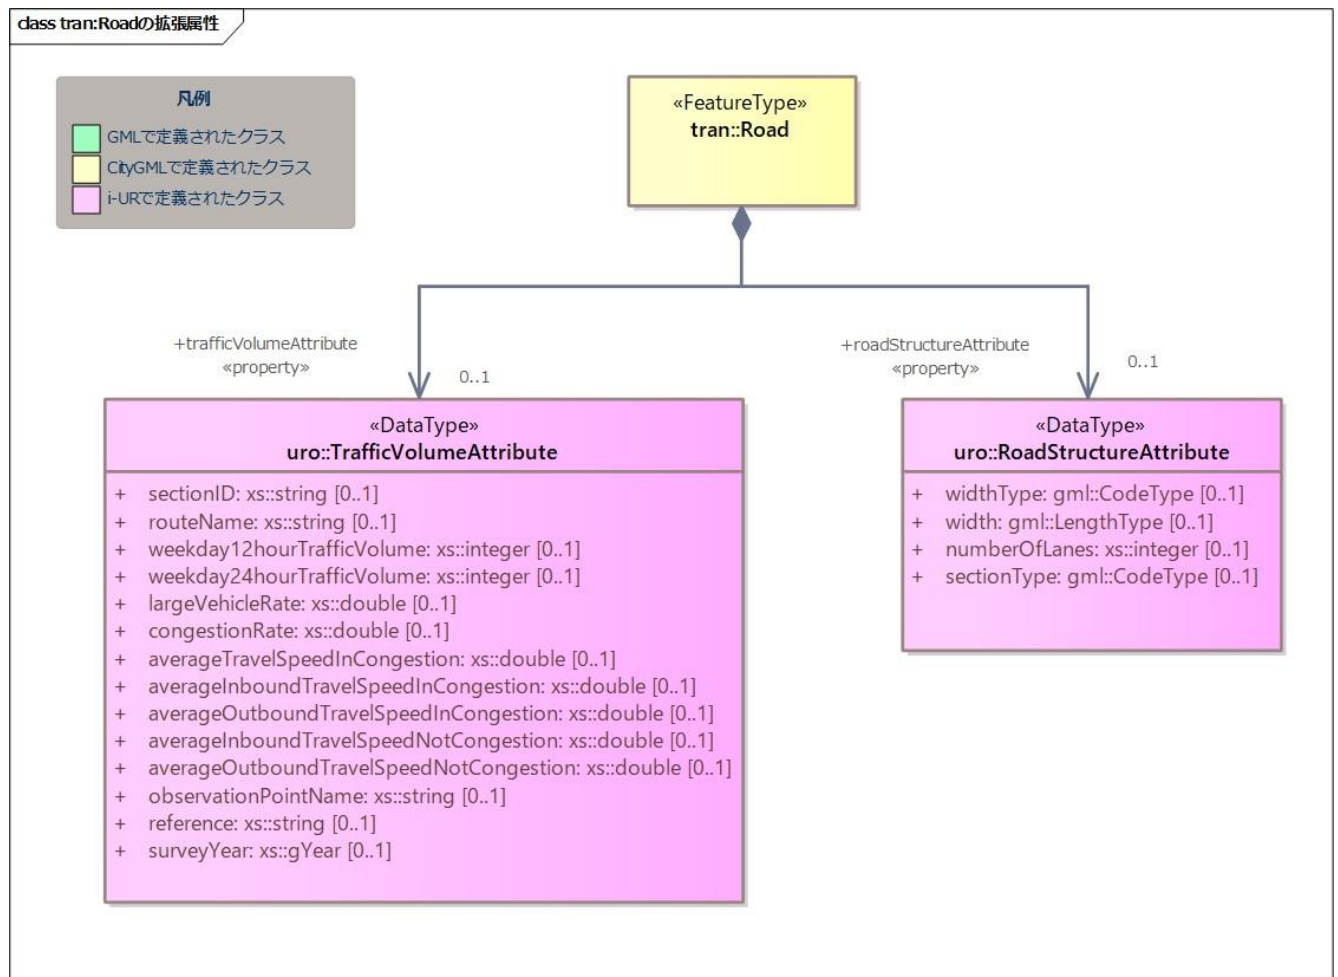 class tran:Roadの拡張属性
凡例
GMLで定義されたクラス
CityGMLで定義されたクラス
i-URで定義されたクラス
«FeatureType»
tran::Road
+trafficVolumeAttribute
«property»
0..1
+roadStructureAttribute
«property»
0..1
«DataType»
uro::TrafficVolumeAttribute
+ sectionID: xs::string [0..1]
+ routeName: xs::string [0..1]
+ weekday12hourTrafficVolume: xs::integer [0..1]
+ weekday24hourTrafficVolume: xs::integer [0..1]
+ largeVehicleRate: xs::double [0..1]
+ congestionRate: xs::double [0..1]
+ averageTravelSpeedInCongestion: xs::double [0..1]
+ averageInboundTravelSpeedInCongestion: xs::double [0..1]
+ averageOutboundTravelSpeedInCongestion: xs::double [0..1]
+ averageInboundTravelSpeedNotCongestion: xs::double [0..1]
+ averageOutboundTravelSpeedNotCongestion: xs::double [0..1]
+ observationPointName: xs::string [0..1]
+ reference: xs::string [0..1]
+ surveyYear: xs::gYear [0..1]
«DataType»
uro::RoadStructureAttribute
+ widthType: gml::CodeType [0..1]
+ width: gml::LengthType [0..1]
+ numberOfLanes: xs::integer [0..1]
+ sectionType: gml::CodeType [0..1]